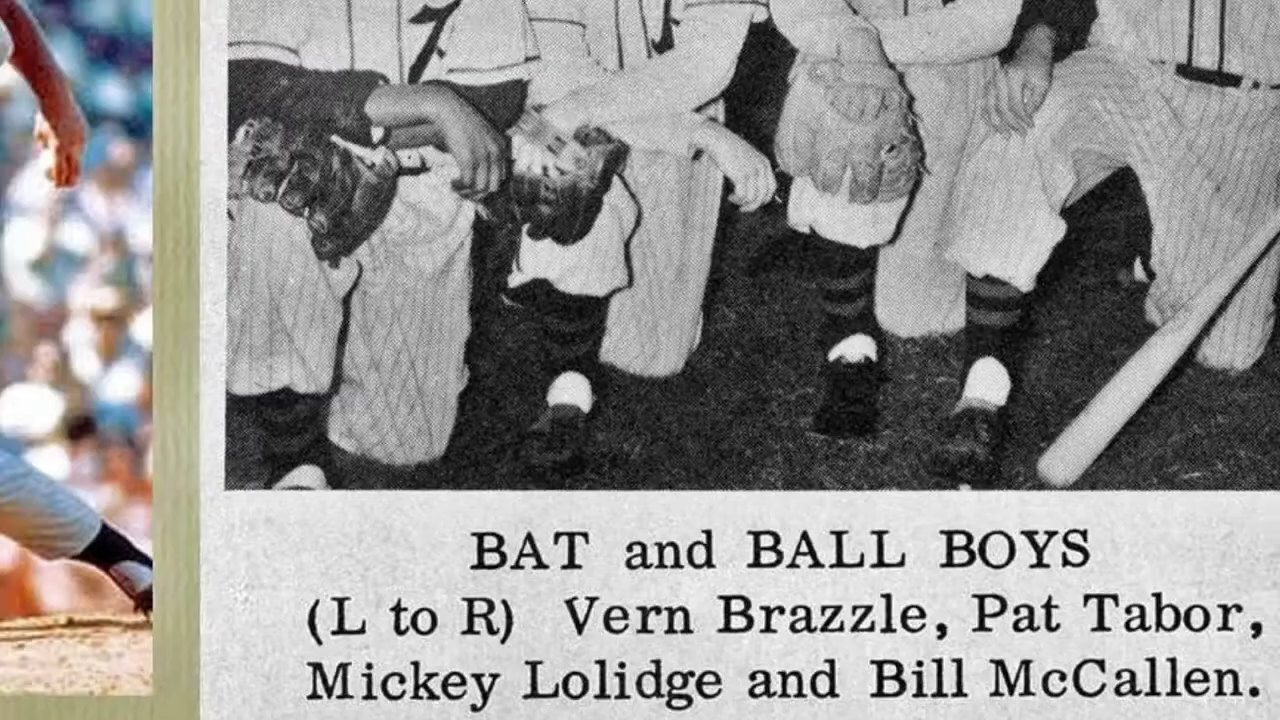 BAT and BALL BOYS
(L to R) Vern Brazzle, Pat Tabor,
Mickey Lolidge and Bill McCallen.